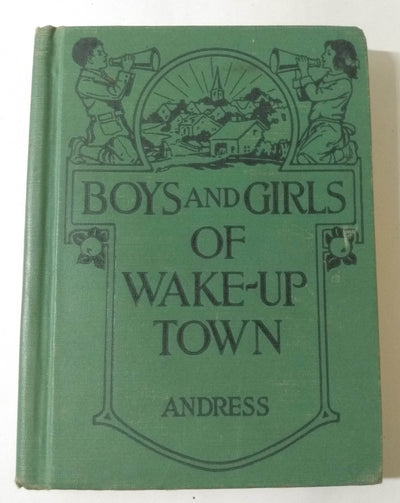 BOYS AND GIRLS
OF
WAKE-UP
TOWN
ANDRESS